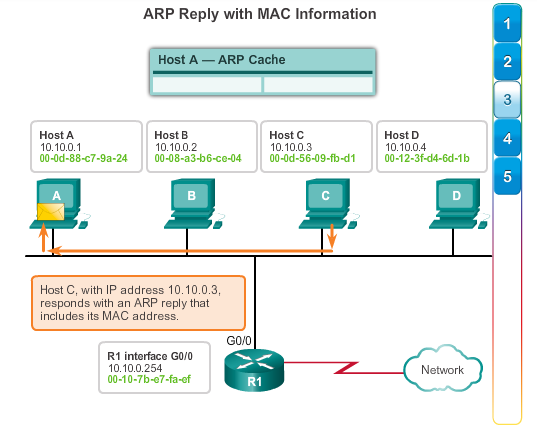 ARP Reply with MAC Information
1
2
3
4
5
Host A — ARP Cache
Host A
10.10.0.1
00-0d-88-c7-9a-24
Host B
10.10.0.2
00-08-a3-b6-ce-04
Host C
10.10.0.3
00-0d-56-09-fb-d1
Host D
10.10.0.4
00-12-3f-d4-6d-1b
A
B
C
D
Host C, with IP address 10.10.0.3,
responds with an ARP reply that
includes its MAC address.
G0/0
R1 interface G0/0
10.10.0.254
00-10-7b-e7-fa-ef
R1
Network